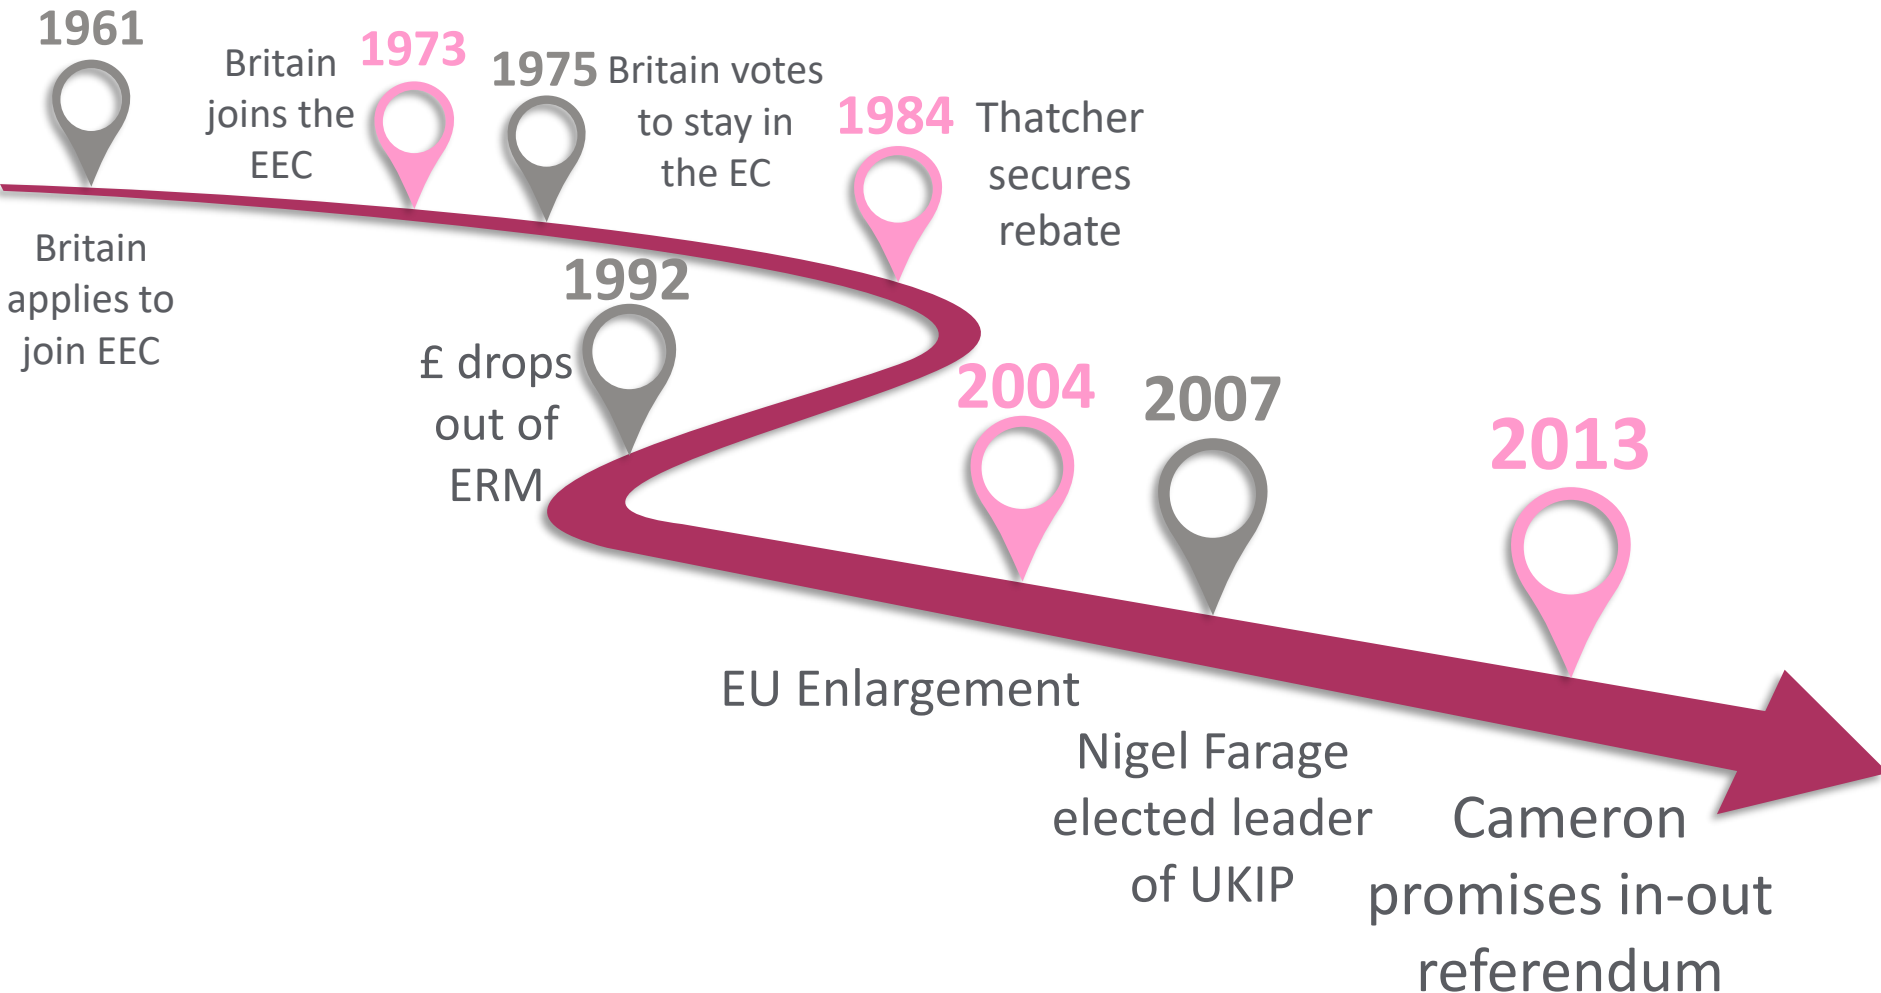 1961
Britain
applies to
join EEC
1973
Britain
joins the
EEC
1975
Britain votes
to stay in
the EC
1984
Thatcher
secures
rebate
1992
£ drops
out of
ERM
2004
EU Enlargement
2007
Nigel Farage
elected leader
of UKIP
2013
Cameron
promises in-out
referendum